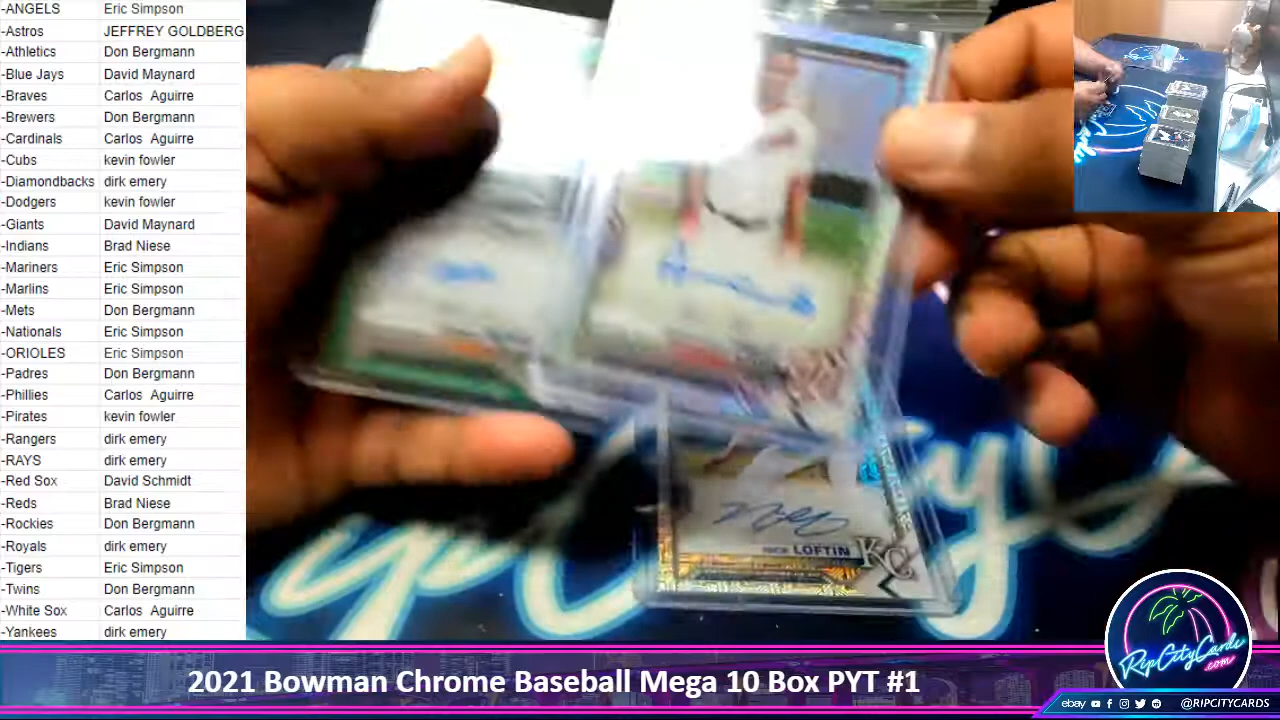 -ANGELS Eric Simpson
-Astros JEFFREY GOLDBERG
-Athletics Don Bergmann
-Blue Jays David Maynard
-Braves Carlos Aguirre
-Brewers Don Bergmann
-Cardinals Carlos Aguirre
-Cubs kevin fowler
-Diamondbacks dirk emery
-Dodgers kevin fowler
-Giants David Maynard
-Indians Brad Niese
-Mariners Eric Simpson
-Marlins Eric Simpson
-Mets Don Bergmann
-Nationals Eric Simpson
-ORIOLES Eric Simpson
-Padres Don Bergmann
-Phillies Carlos Aguirre
-Pirates kevin fowler
-Rangers dirk emery
-RAYS dirk emery
-Red Sox David Schmidt
-Reds Brad Niese
-Rockies Don Bergmann
-Royals dirk emery
-Tigers Eric Simpson
-Twins Don Bergmann
-White Sox Carlos Aguirre
-Yankees dirk emery
NICK LOFTIN
KC
RipCityCards
.com
2021 Bowman Chrome Baseball Mega 10 Box PYT #1
ebay @RIPCITYCARDS